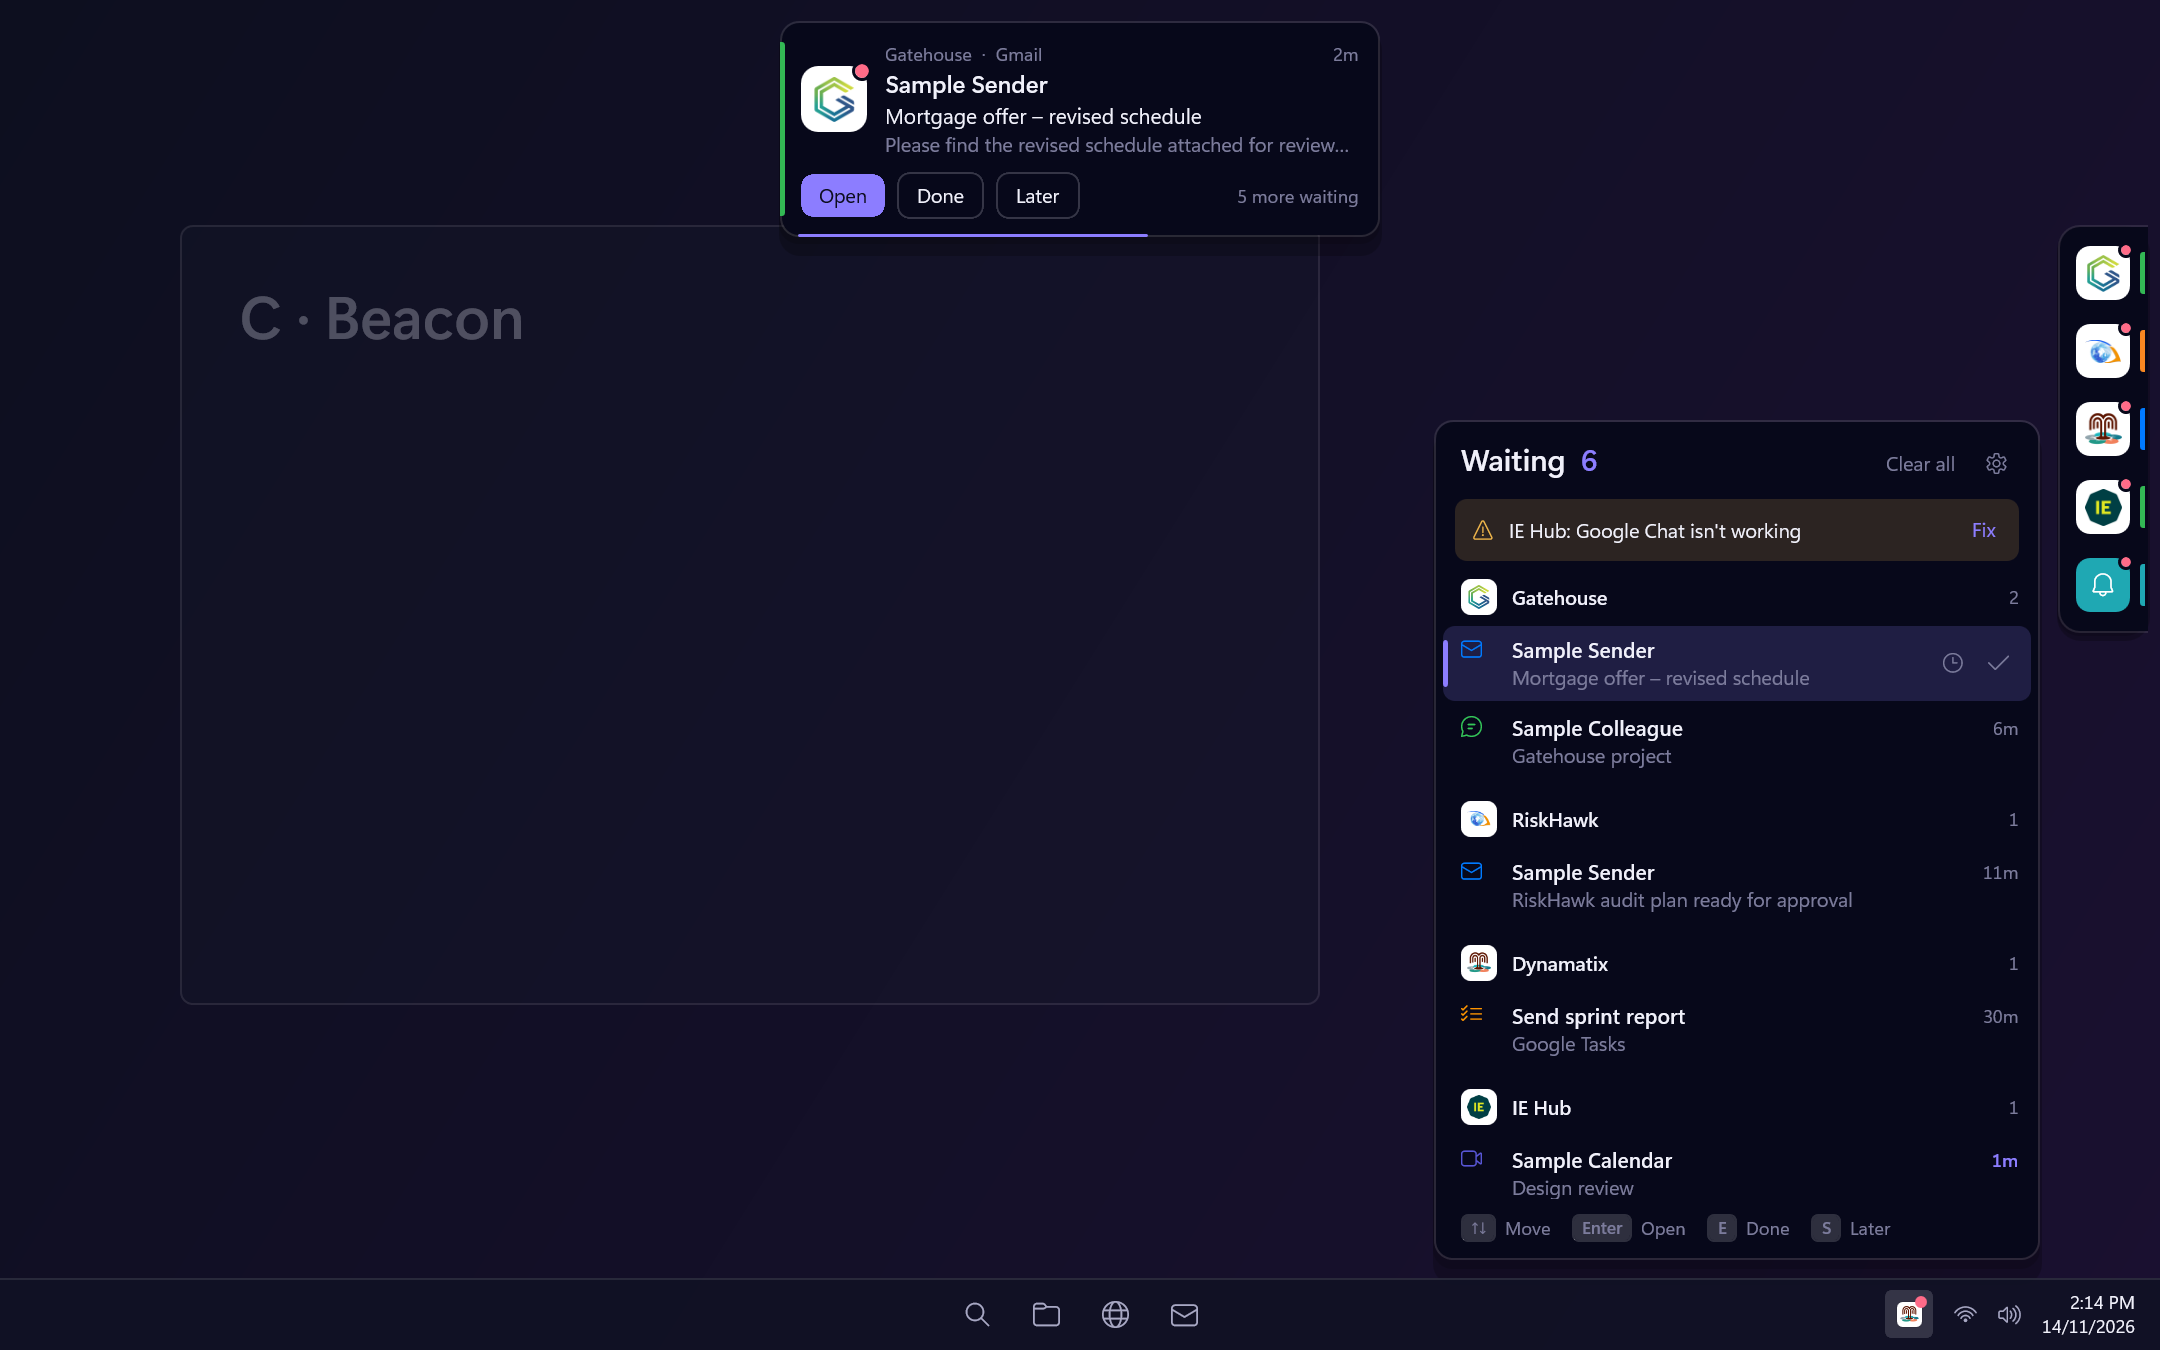 Gatehouse · Gmail 2m
Sample Sender
Mortgage offer – revised schedule
Please find the revised schedule attached for review...
Open Done Later 5 more waiting
C · Beacon
Waiting 6 Clear all
IE Hub: Google Chat isn't working Fix
Gatehouse 2
Sample Sender
Mortgage offer – revised schedule
Sample Colleague 6m
Gatehouse project
RiskHawk 1
Sample Sender 11m
RiskHawk audit plan ready for approval
Dynamatix 1
Send sprint report 30m
Google Tasks
IE
IE Hub 1
Sample Calendar 1m
Design review
↑↓ Move Enter Open E Done S Later
IE
2:14 PM
14/11/2026